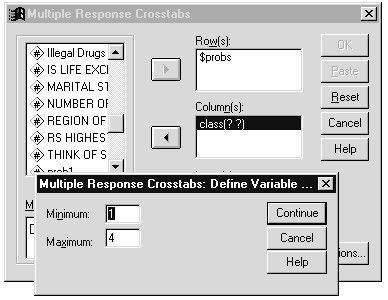 Multiple Response Crosstabs
Illegal Drugs
IS LIFE EXCI
MARITAL ST
NUMBER OF
REGION OF
RS HIGHES
THINK OF S
prob1
Row(s):
$probs
Column(s):
class(? ?)
OK
Paste
Reset
Cancel
Help
Multiple Response Crosstabs: Define Variable ...
Minimum: 1
Maximum: 4
Continue
Cancel
Help
ions...